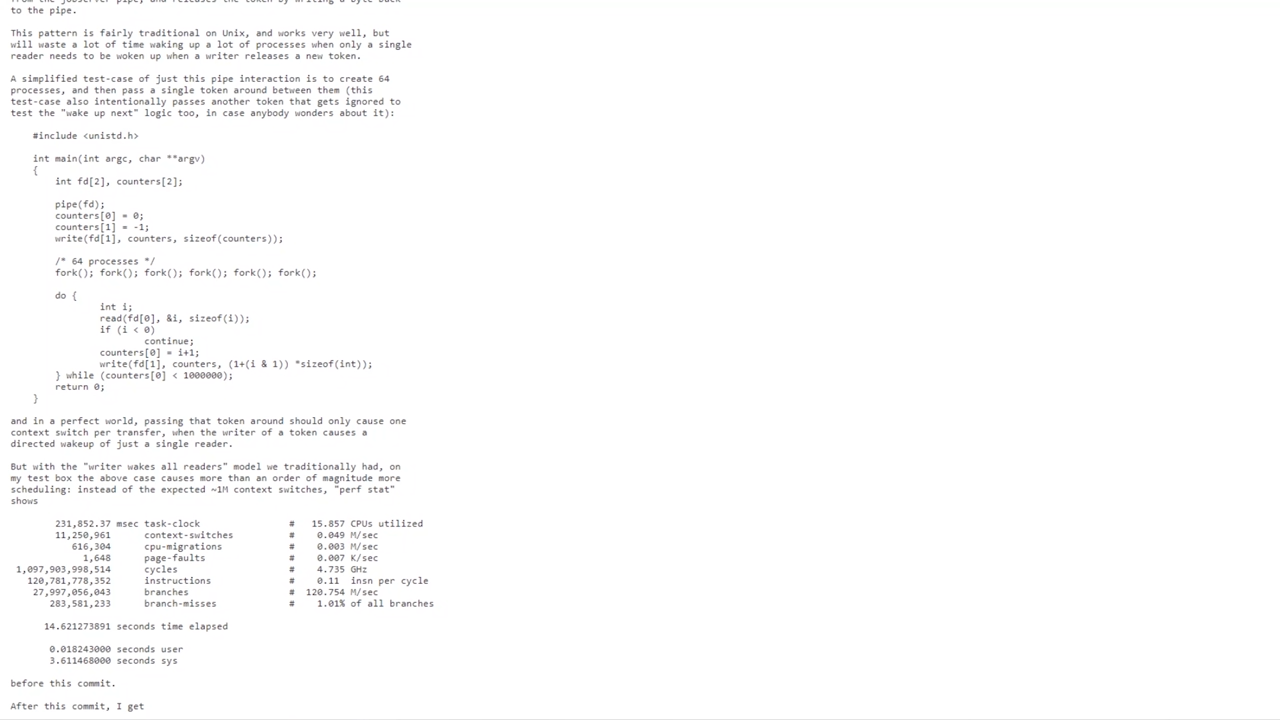 from the jobserver pipe, and releases the token by writing a byte back
to the pipe.
This pattern is fairly traditional on Unix, and works very well, but
will waste a lot of time waking up a lot of processes when only a single
reader needs to be woken up when a writer releases a new token.
A simplified test-case of just this pipe interaction is to create 64
processes, and then pass a single token around between them (this
test-case also intentionally passes another token that gets ignored to
test the "wake up next" logic too, in case anybody wonders about it):
#include <unistd.h>
int main(int argc, char **argv)
{
int fd[2], counters[2];
pipe(fd);
counters[0] = 0;
counters[1] = -1;
write(fd[1], counters, sizeof(counters));
/* 64 processes */
fork(); fork(); fork(); fork(); fork(); fork();
do {
int i;
read(fd[0], &i, sizeof(i));
if (i < 0)
continue;
counters[0] = i+1;
write(fd[1], counters, (1+(i & 1)) *sizeof(int));
} while (counters[0] < 1000000);
return 0;
}
and in a perfect world, passing that token around should only cause one
context switch per transfer, when the writer of a token causes a
directed wakeup of just a single reader.
But with the "writer wakes all readers" model we traditionally had, on
my test box the above case causes more than an order of magnitude more
scheduling: instead of the expected ~1M context switches, "perf stat"
shows
231,852.37 msec task-clock # 15.857 CPUs utilized
11,250,961 context-switches # 0.049 M/sec
616,304 cpu-migrations # 0.003 M/sec
1,648 page-faults # 0.007 K/sec
1,097,903,998,514 cycles # 4.735 GHz
120,781,778,352 instructions # 0.11 insn per cycle
27,997,056,043 branches # 120.754 M/sec
283,581,233 branch-misses # 1.01% of all branches
14.621273891 seconds time elapsed
0.018243000 seconds user
3.611468000 seconds sys
before this commit.
After this commit, I get